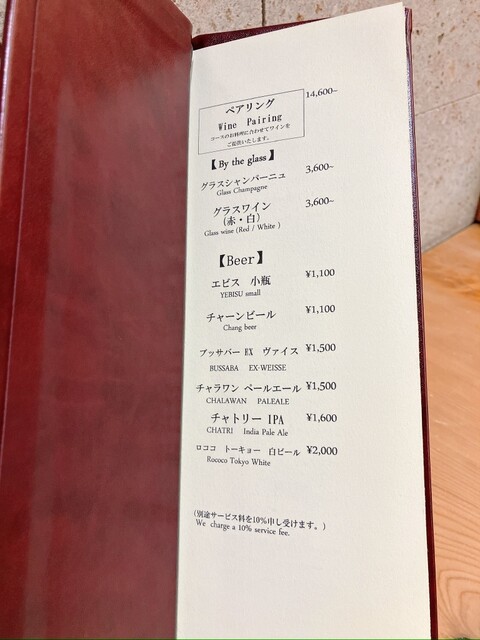 ペアリング 14,600~
Wine Pairing
コースのお料理に合わせてワインを
ご提供いたします。
【By the glass】
グラスシャンパーニュ 3,600~
Glass Champagne
グラスワイン 3,600~
(赤・白)
Glass wine (Red / White )
【Beer】
エビス 小瓶 ¥1,100
YEBISU small
チャーンビール ¥1,100
Chang beer
ブッサバー EX ヴァイス ¥1,500
BUSSABA EX-WEISSE
チャラワン ペールエール ¥1,500
CHALAWAN PALEALE
チャトリー IPA ¥1,600
CHATRI India Pale Ale
ロココ トーキョー 白ビール ¥2,000
Rococo Tokyo White
(別途サービス料を10%申し受けます。)
We charge a 10% service fee.